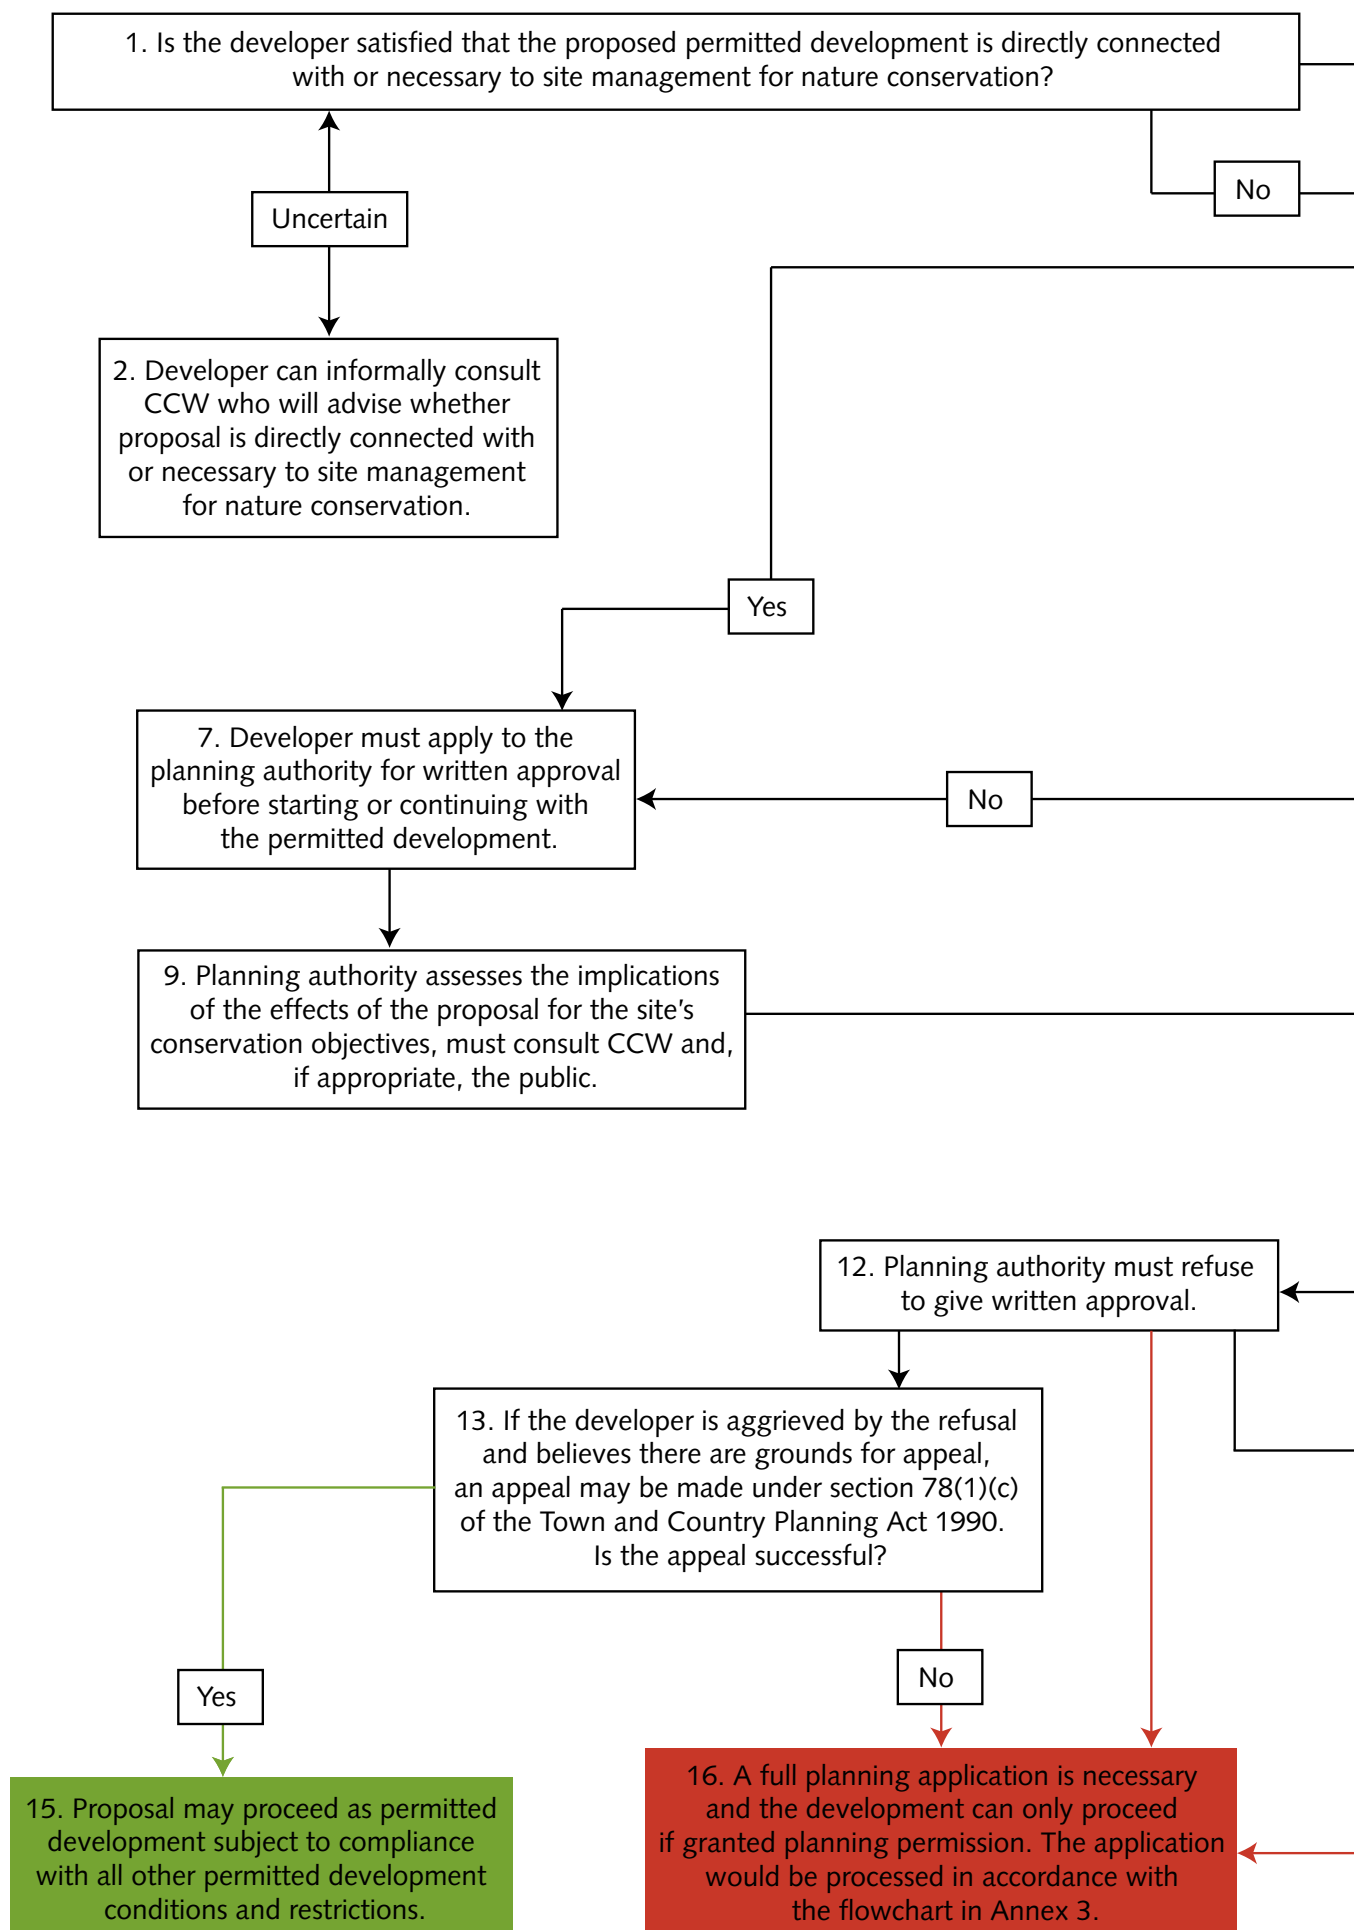 1. Is the developer satisfied that the proposed permitted development is directly connected
with or necessary to site management for nature conservation?
No
Uncertain
2. Developer can informally consult
CCW who will advise whether
proposal is directly connected with
or necessary to site management
for nature conservation.
Yes
7. Developer must apply to the
planning authority for written approval
before starting or continuing with
the permitted development.
No
9. Planning authority assesses the implications
of the effects of the proposal for the site’s
conservation objectives, must consult CCW and,
if appropriate, the public.
12. Planning authority must refuse
to give written approval.
13. If the developer is aggrieved by the refusal
and believes there are grounds for appeal,
an appeal may be made under section 78(1)(c)
of the Town and Country Planning Act 1990.
Is the appeal successful?
No
Yes
15. Proposal may proceed as permitted
development subject to compliance
with all other permitted development
conditions and restrictions.
16. A full planning application is necessary
and the development can only proceed
if granted planning permission. The application
would be processed in accordance with
the flowchart in Annex 3.